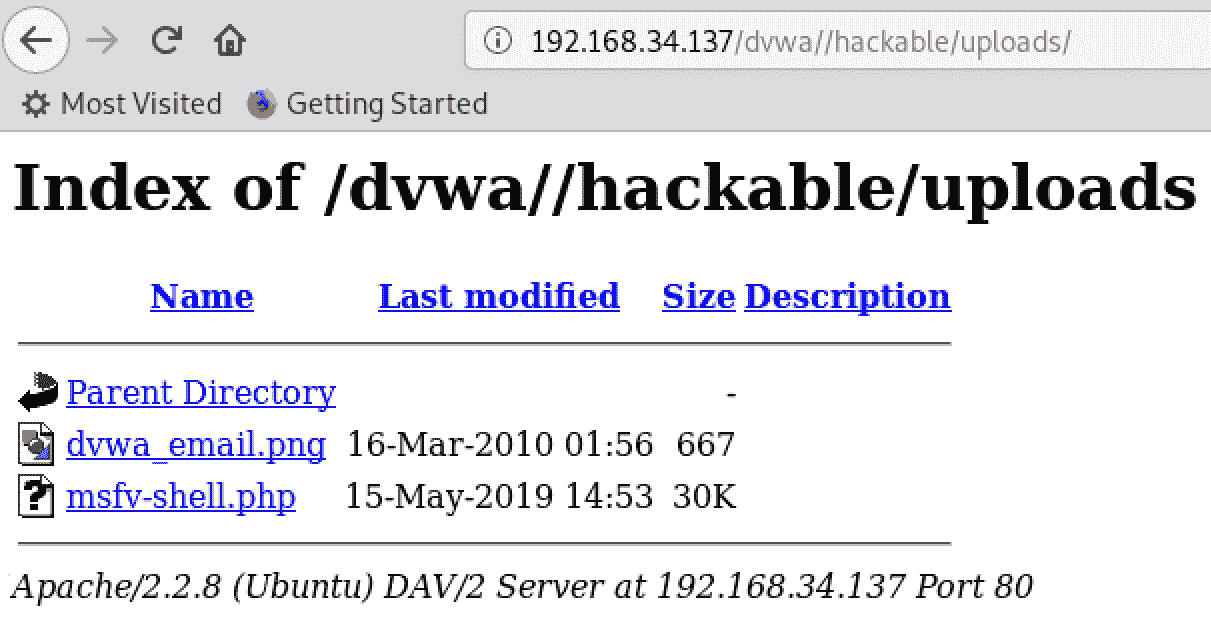 192.168.34.137/dvwa//hackable/uploads/
Most Visited Getting Started
Index of /dvwa//hackable/uploads
Name Last modified Size Description
Parent Directory -
dvwa_email.png 16-Mar-2010 01:56 667
msfv-shell.php 15-May-2019 14:53 30K
Apache/2.2.8 (Ubuntu) DAV/2 Server at 192.168.34.137 Port 80